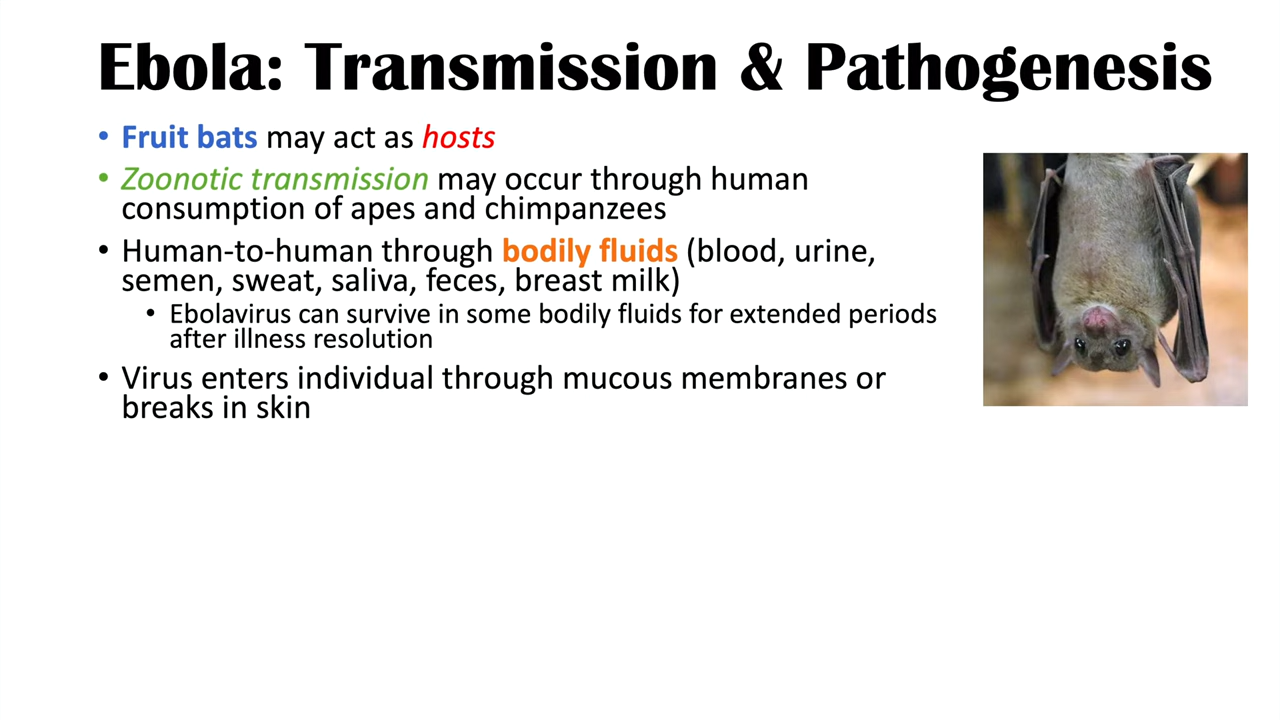 Ebola: Transmission & Pathogenesis
• Fruit bats may act as hosts
• Zoonotic transmission may occur through human
consumption of apes and chimpanzees
• Human-to-human through bodily fluids (blood, urine,
semen, sweat, saliva, feces, breast milk)
• Ebolavirus can survive in some bodily fluids for extended periods
after illness resolution
• Virus enters individual through mucous membranes or
breaks in skin